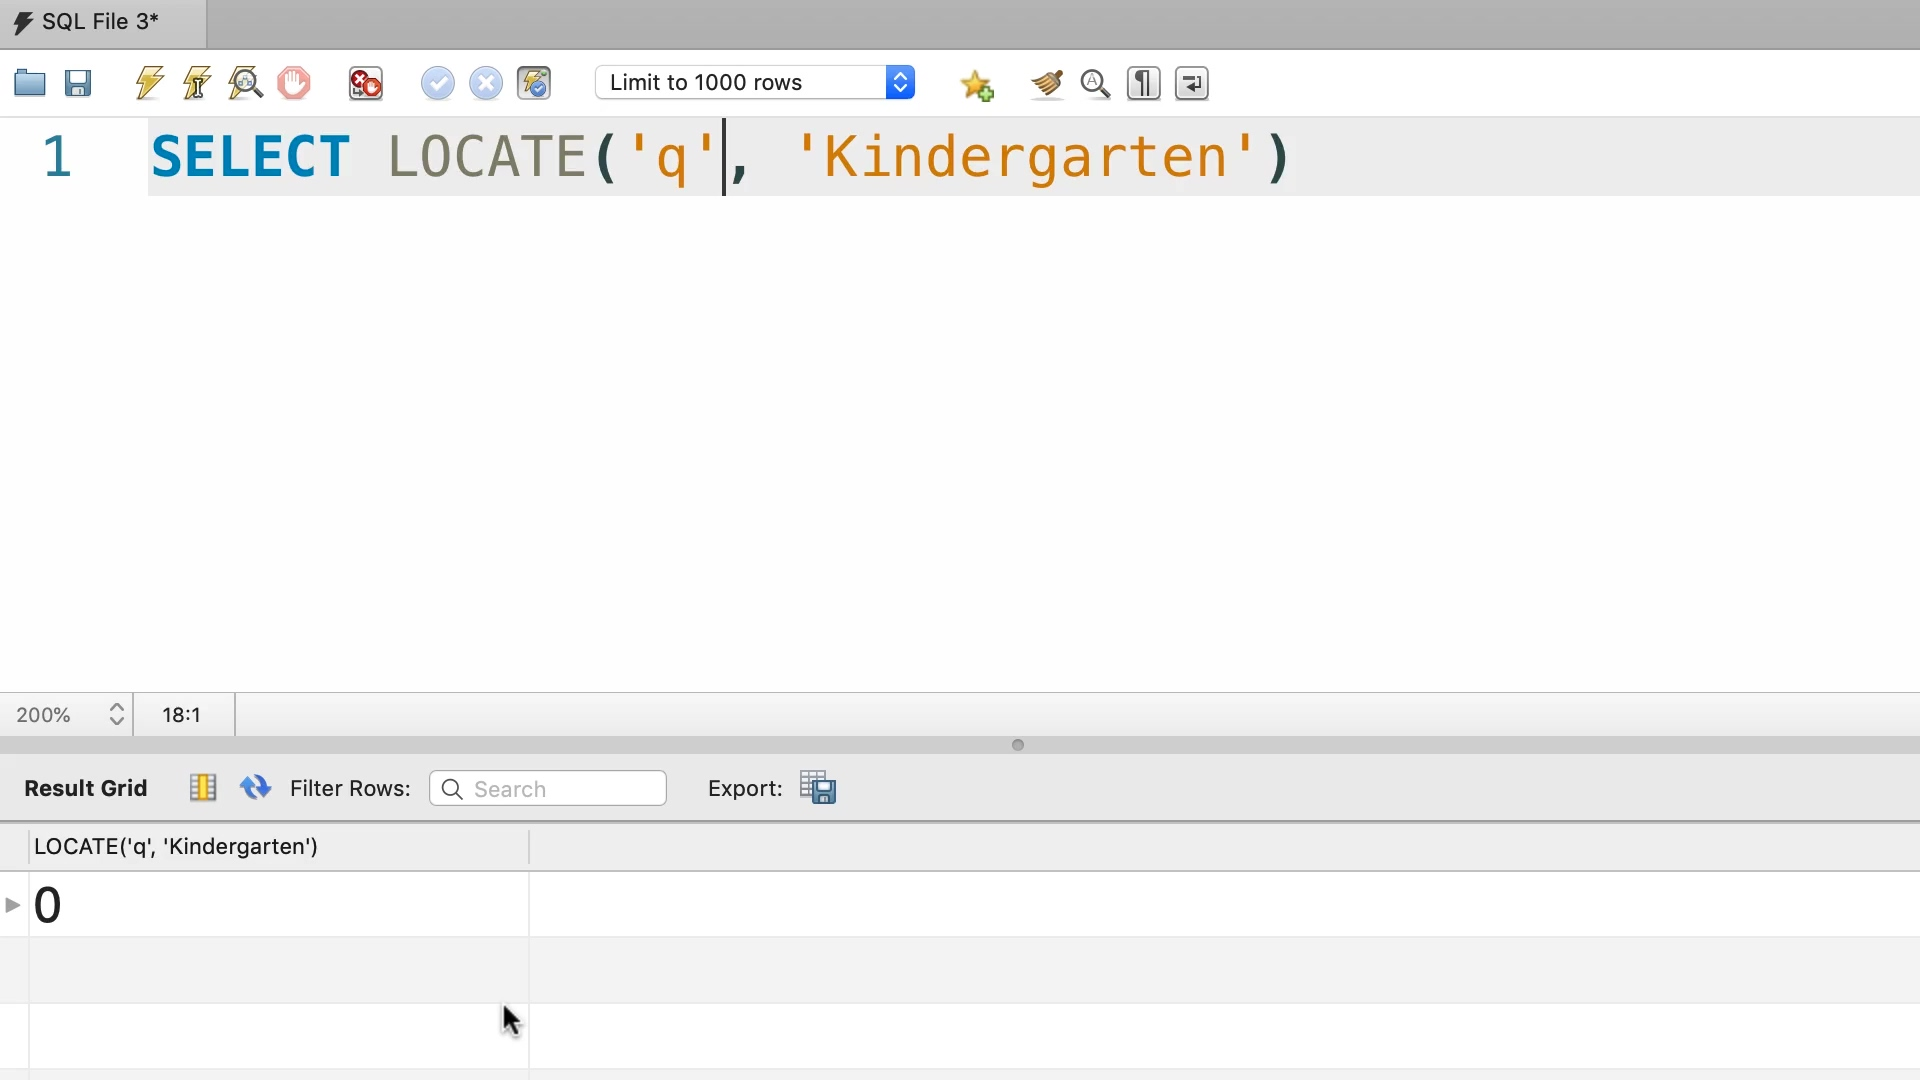 SQL File 3*
Limit to 1000 rows
1 SELECT LOCATE('q', 'Kindergarten')
200% 18:1
Result Grid Filter Rows: Search Export:
LOCATE('q', 'Kindergarten')
0